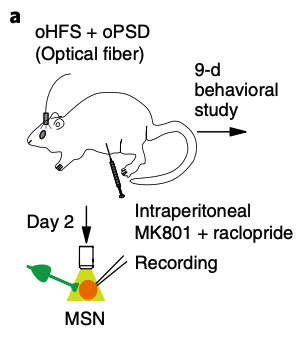 a
oHFS + oPSD
(Optical fiber)
9-d
behavioral
study
Day 2
Intraperitoneal
MK801 + raclopride
Recording
MSN